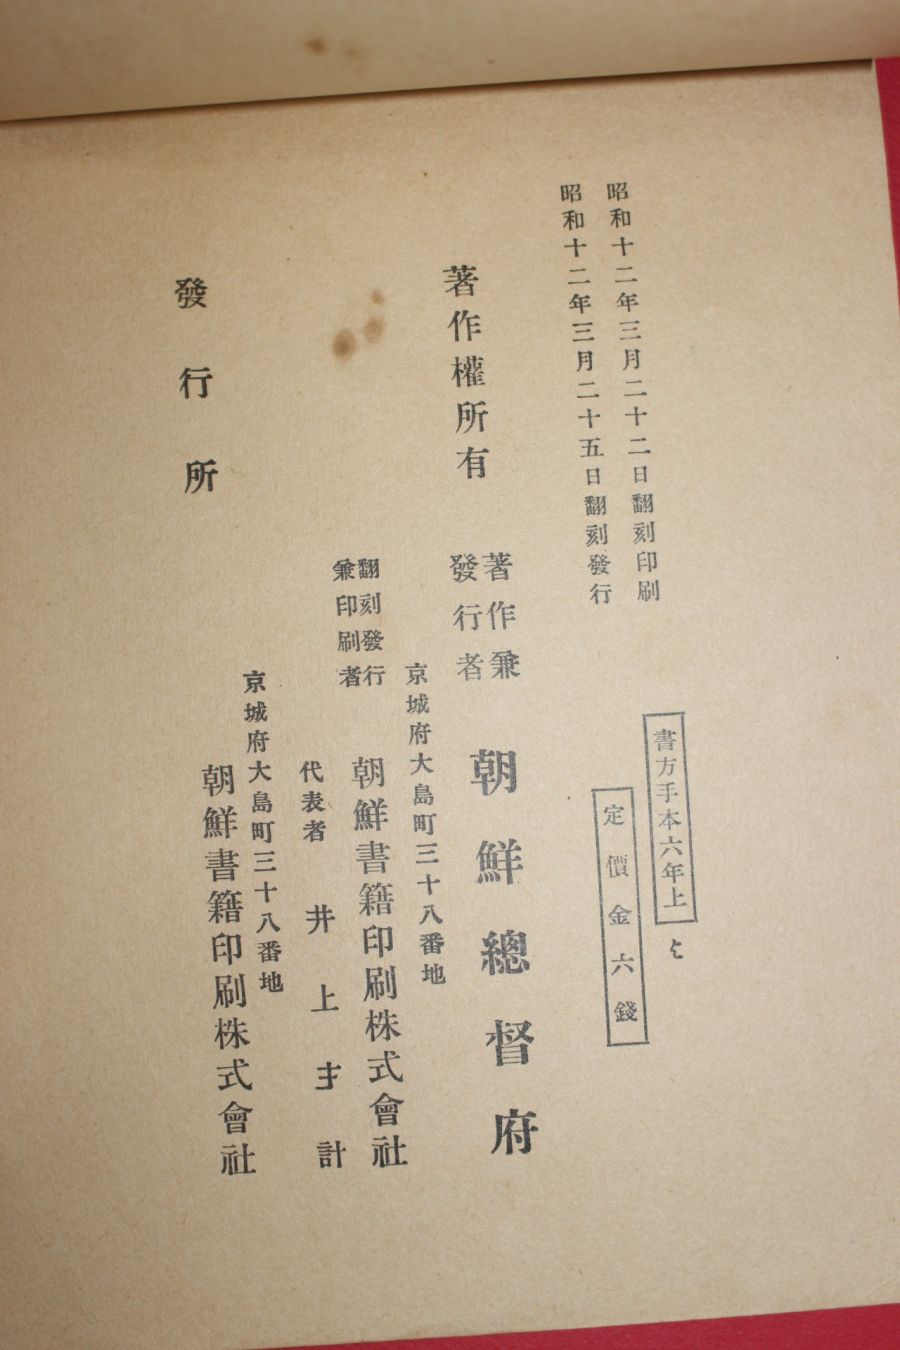 昭和十二年三月二十二日翻刻印刷
昭和十二年三月二十五日翻刻發行
書方手本六年上
定價金六錢
著作權所有
著作兼
發行者
朝鮮總督府
京城府大島町三十八番地
翻刻發行
兼印刷者
朝鮮書籍印刷株式會社
代表者 井上主計
發行所
京城府大島町三十八番地
朝鮮書籍印刷株式會社